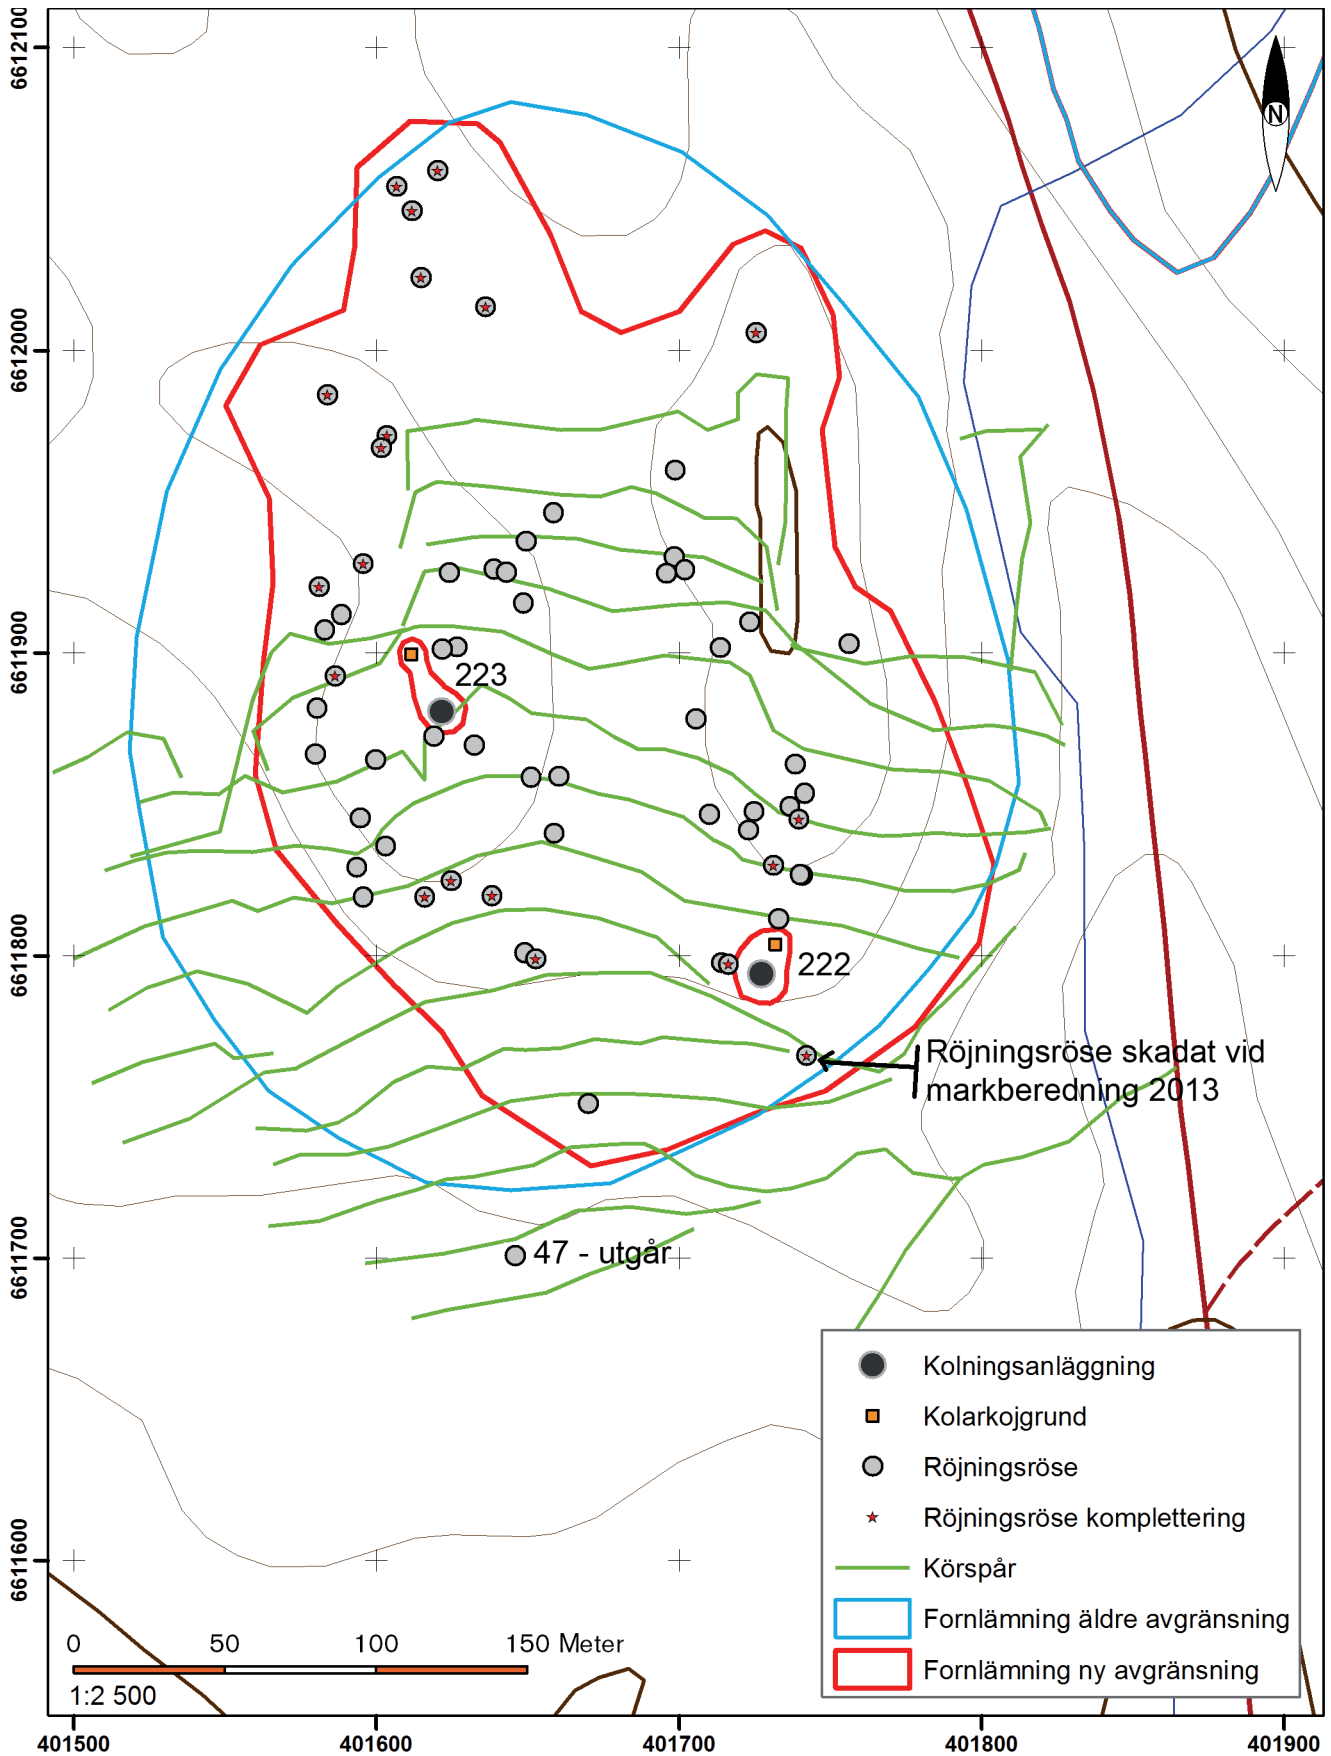 6612100
6612000
6611900
6611800
6611700
6611600
N
223
222
Röjningsröse skadat vid
markberedning 2013
47 - utgår
Kolningsanläggning
Kolarkojgrund
Röjningsröse
Röjningsröse komplettering
Körspår
Fornlämning äldre avgränsning
Fornlämning ny avgränsning
0 50 100 150 Meter
1:2 500
401500 401600 401700 401800 401900